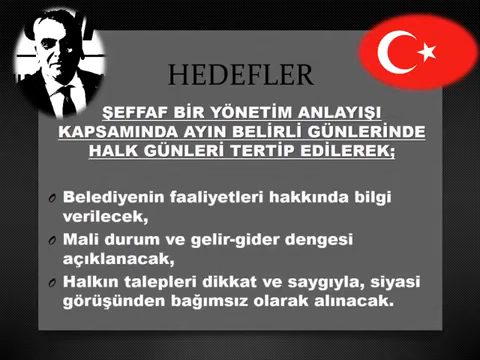 HEDEFLER
ŞEFFAF BİR YÖNETİM ANLAYIŞI
KAPSAMINDA AYIN BELİRLİ GÜNLERİNDE
HALK GÜNLERİ TERTİP EDİLEREK;
Belediyenin faaliyetleri hakkında bilgi
verilecek,
Mali durum ve gelir-gider dengesi
açıklanacak,
Halkın talepleri dikkat ve saygıyla, siyasi
görüşünden bağımsız olarak alınacak.